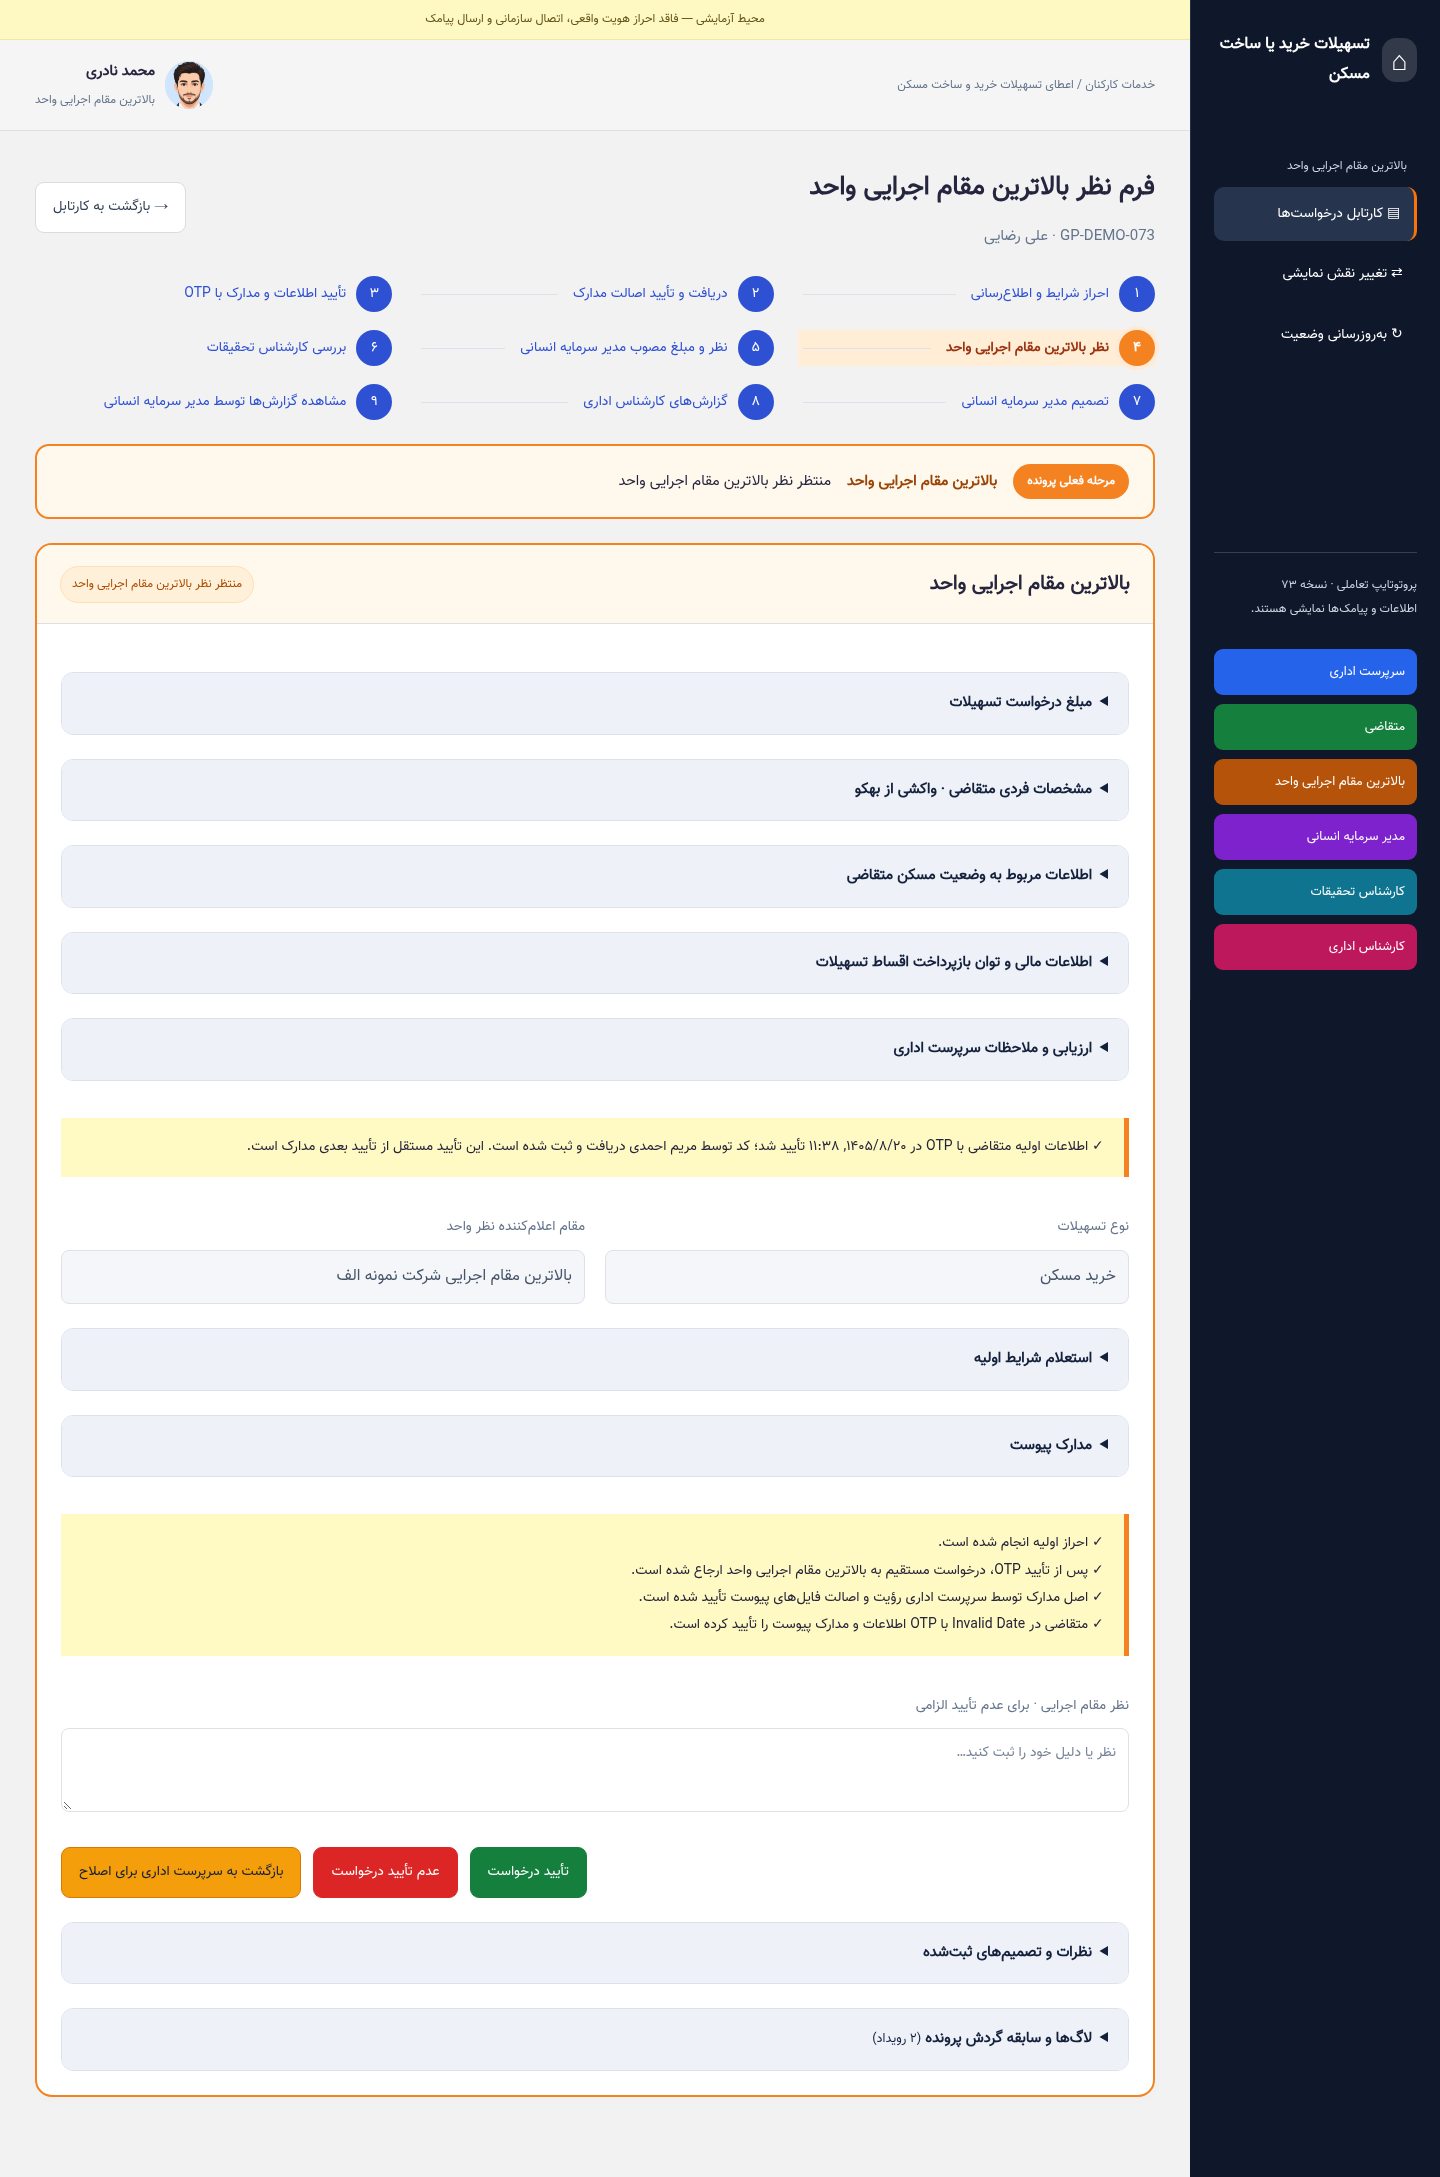 محیط آزمایشی — فاقد احراز هویت واقعی، اتصال سازمانی و ارسال پیامک
تسهیلات خرید یا ساخت
مسکن
بالاترین مقام اجرایی واحد
▤ کارتابل درخواست‌ها
⇄ تغییر نقش نمایشی
↻ به‌روزرسانی وضعیت
پروتوتایپ تعاملی · نسخه ۷۳
اطلاعات و پیامک‌ها نمایشی هستند.
سرپرست اداری
متقاضی
بالاترین مقام اجرایی واحد
مدیر سرمایه انسانی
کارشناس تحقیقات
کارشناس اداری
خدمات کارکنان / اعطای تسهیلات خرید و ساخت مسکن
محمد نادری
بالاترین مقام اجرایی واحد
فرم نظر بالاترین مقام اجرایی واحد
GP-DEMO-073 · علی رضایی
→ بازگشت به کارتابل
۱ احراز شرایط و اطلاع‌رسانی
۲ دریافت و تأیید اصالت مدارک
۳ تأیید اطلاعات و مدارک با OTP
۴ نظر بالاترین مقام اجرایی واحد
۵ نظر و مبلغ مصوب مدیر سرمایه انسانی
۶ بررسی کارشناس تحقیقات
۷ تصمیم مدیر سرمایه انسانی
۸ گزارش‌های کارشناس اداری
۹ مشاهده گزارش‌ها توسط مدیر سرمایه انسانی
مرحله فعلی پرونده بالاترین مقام اجرایی واحد منتظر نظر بالاترین مقام اجرایی واحد
بالاترین مقام اجرایی واحد
منتظر نظر بالاترین مقام اجرایی واحد
مبلغ درخواست تسهیلات
مشخصات فردی متقاضی · واکشی از بهکو
اطلاعات مربوط به وضعیت مسکن متقاضی
اطلاعات مالی و توان بازپرداخت اقساط تسهیلات
ارزیابی و ملاحظات سرپرست اداری
✓ اطلاعات اولیه متقاضی با OTP در ۱۴۰۵/۸/۲۰, ۱۱:۳۸ تأیید شد؛ کد توسط مریم احمدی دریافت و ثبت شده است. این تأیید مستقل از تأیید بعدی مدارک است.
نوع تسهیلات
خرید مسکن
مقام اعلام‌کننده نظر واحد
بالاترین مقام اجرایی شرکت نمونه الف
استعلام شرایط اولیه
مدارک پیوست
✓ احراز اولیه انجام شده است.
✓ پس از تأیید OTP، درخواست مستقیم به بالاترین مقام اجرایی واحد ارجاع شده است.
✓ اصل مدارک توسط سرپرست اداری رؤیت و اصالت فایل‌های پیوست تأیید شده است.
✓ متقاضی در Invalid Date با OTP اطلاعات و مدارک پیوست را تأیید کرده است.
نظر مقام اجرایی · برای عدم تأیید الزامی
نظر یا دلیل خود را ثبت کنید…
تأیید درخواست
عدم تأیید درخواست
بازگشت به سرپرست اداری برای اصلاح
نظرات و تصمیم‌های ثبت‌شده
لاگ‌ها و سابقه گردش پرونده (۲ رویداد)